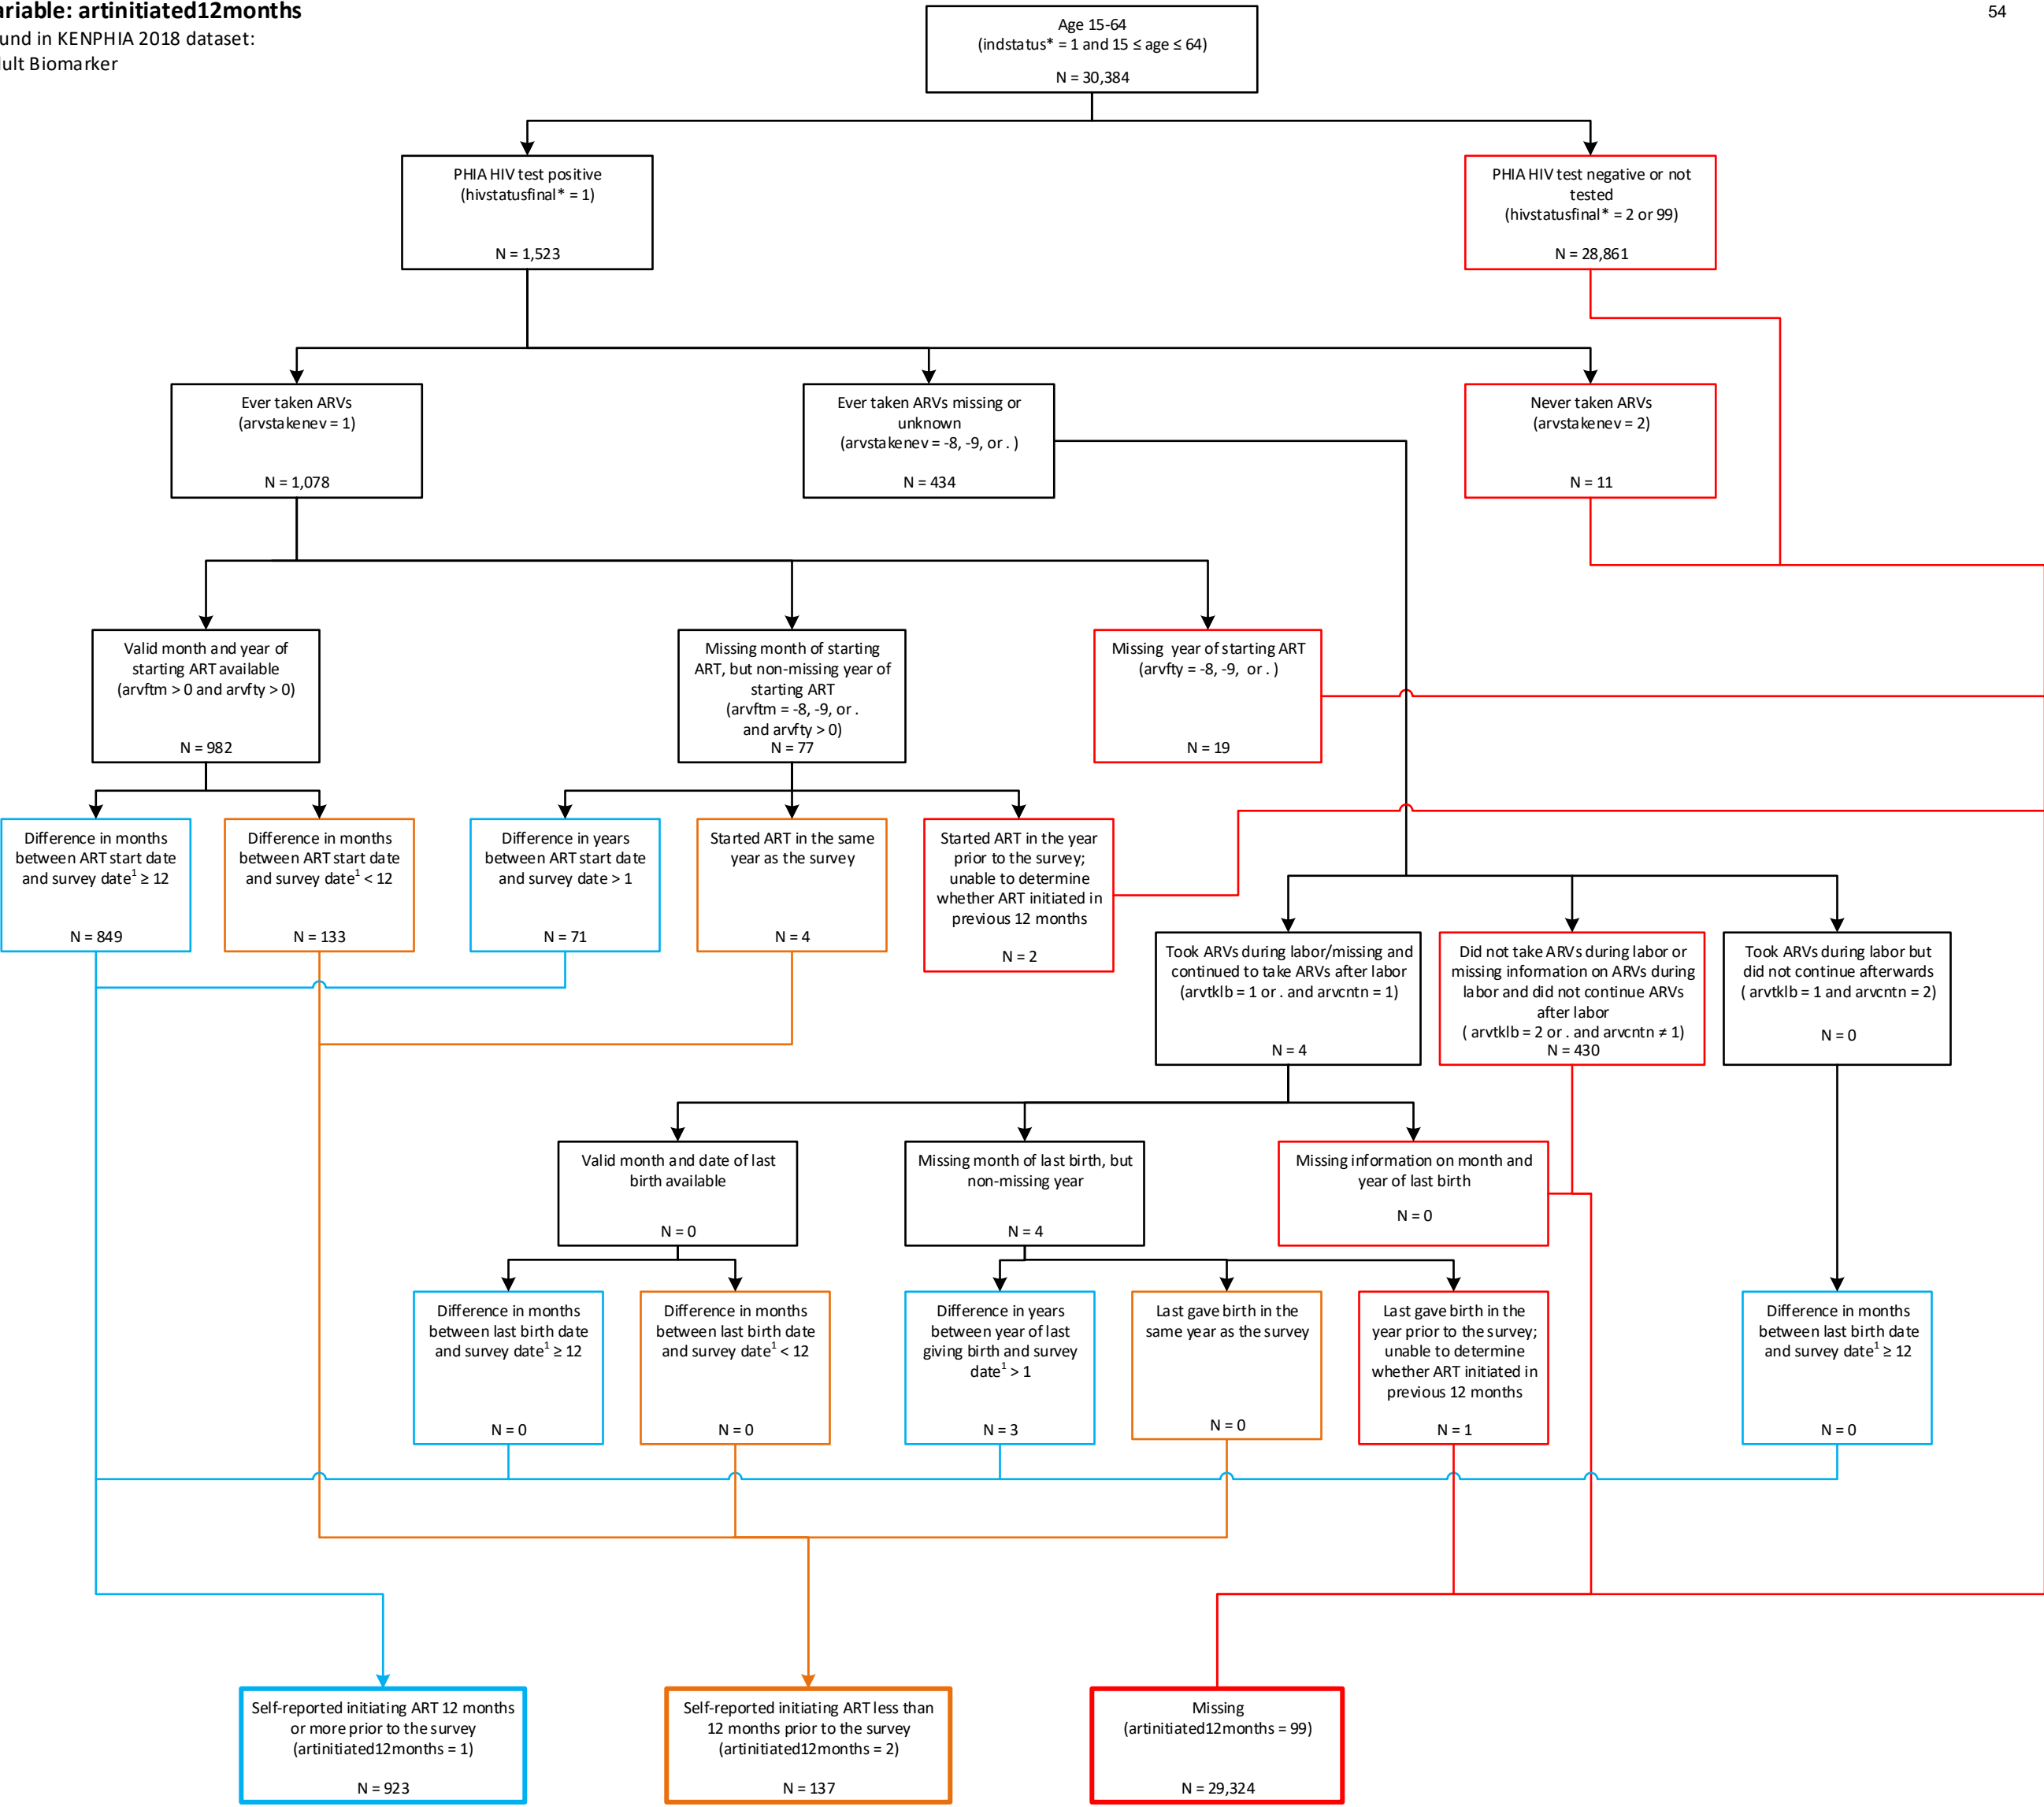 ariable: artinitiated12months
und in KENPHIA 2018 dataset:
ult Biomarker
54
Age 15-64
(indstatus* = 1 and 15 ≤ age ≤ 64)
N = 30,384
PHIA HIV test positive
(hivstatusfinal* = 1)
N = 1,523
PHIA HIV test negative or not
tested
(hivstatusfinal* = 2 or 99)
N = 28,861
Ever taken ARVs
(arvstakenev = 1)
N = 1,078
Ever taken ARVs missing or
unknown
(arvstakenev = -8, -9, or . )
N = 434
Never taken ARVs
(arvstakenev = 2)
N = 11
Valid month and year of
starting ART available
(arvftm > 0 and arvfty > 0)
N = 982
Missing month of starting
ART, but non-missing year of
starting ART
(arvftm = -8, -9, or .
and arvfty > 0)
N = 77
Missing year of starting ART
(arvfty = -8, -9, or . )
N = 19
Difference in months
between ART start date
and survey date¹ ≥ 12
N = 849
Difference in months
between ART start date
and survey date¹ < 12
N = 133
Difference in years
between ART start date
and survey date > 1
N = 71
Started ART in the same
year as the survey
N = 4
Started ART in the year
prior to the survey;
unable to determine
whether ART initiated in
previous 12 months
N = 2
Took ARVs during labor/missing and
continued to take ARVs after labor
(arvtklb = 1 or . and arvcntn = 1)
N = 4
Did not take ARVs during labor or
missing information on ARVs during
labor and did not continue ARVs
after labor
( arvtklb = 2 or . and arvcntn ≠ 1)
N = 430
Took ARVs during labor but
did not continue afterwards
( arvtklb = 1 and arvcntn = 2)
N = 0
Valid month and date of last
birth available
N = 0
Missing month of last birth, but
non-missing year
N = 4
Missing information on month and
year of last birth
N = 0
Difference in months
between last birth date
and survey date¹ ≥ 12
N = 0
Difference in months
between last birth date
and survey date¹ < 12
N = 0
Difference in years
between year of last
giving birth and survey
date¹ > 1
N = 3
Last gave birth in the
same year as the survey
N = 0
Last gave birth in the
year prior to the survey;
unable to determine
whether ART initiated in
previous 12 months
N = 1
Difference in months
between last birth date
and survey date¹ ≥ 12
N = 0
Self-reported initiating ART 12 months
or more prior to the survey
(artinitiated12months = 1)
N = 923
Self-reported initiating ART less than
12 months prior to the survey
(artinitiated12months = 2)
N = 137
Missing
(artinitiated12months = 99)
N = 29,324